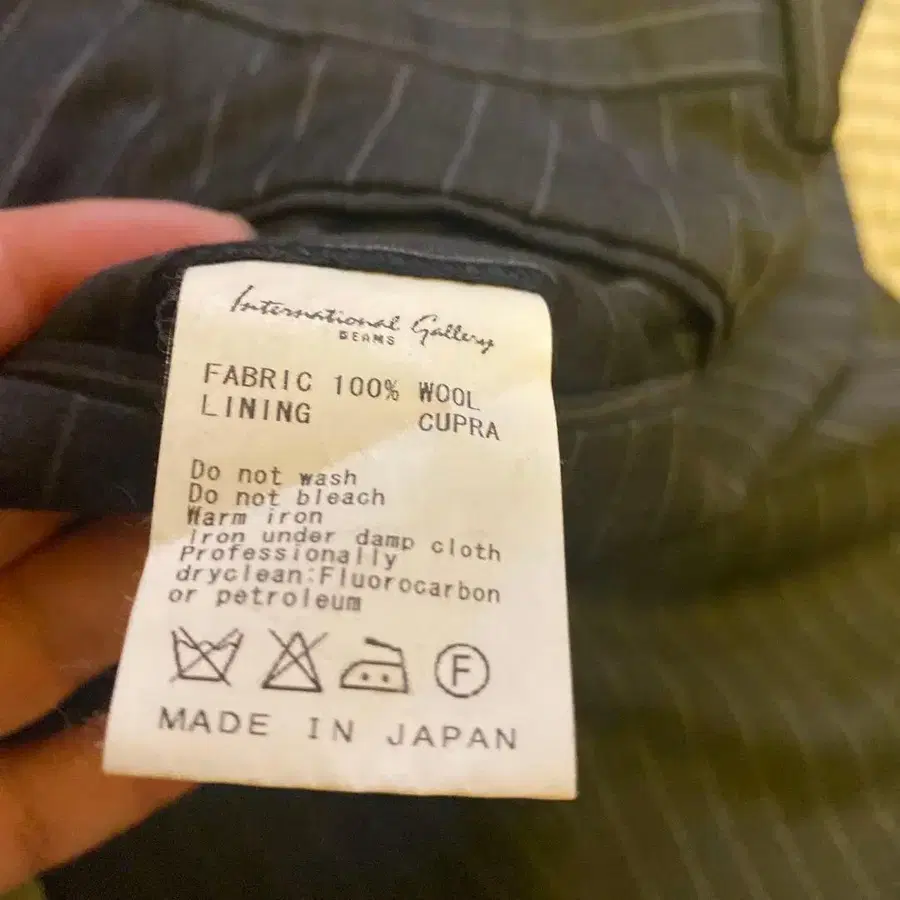 International Gallery
BEAMS
FABRIC 100% WOOL
LINING CUPRA
Do not wash
Do not bleach
Warm iron
Iron under damp cloth
Professionally
dryclean:Fluorocarbon
or petroleum
F
MADE IN JAPAN